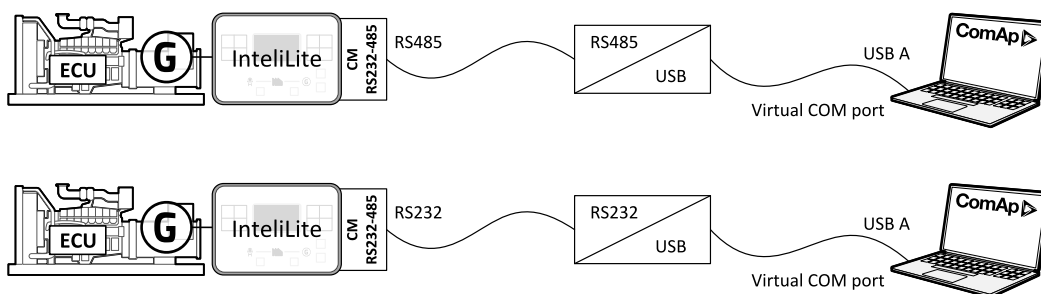 ECU
G
InteliLite
CM
RS232-485
RS485
RS485
USB
USB A
Virtual COM port
ComAp
ECU
G
InteliLite
CM
RS232-485
RS232
RS232
USB
USB A
Virtual COM port
ComAp